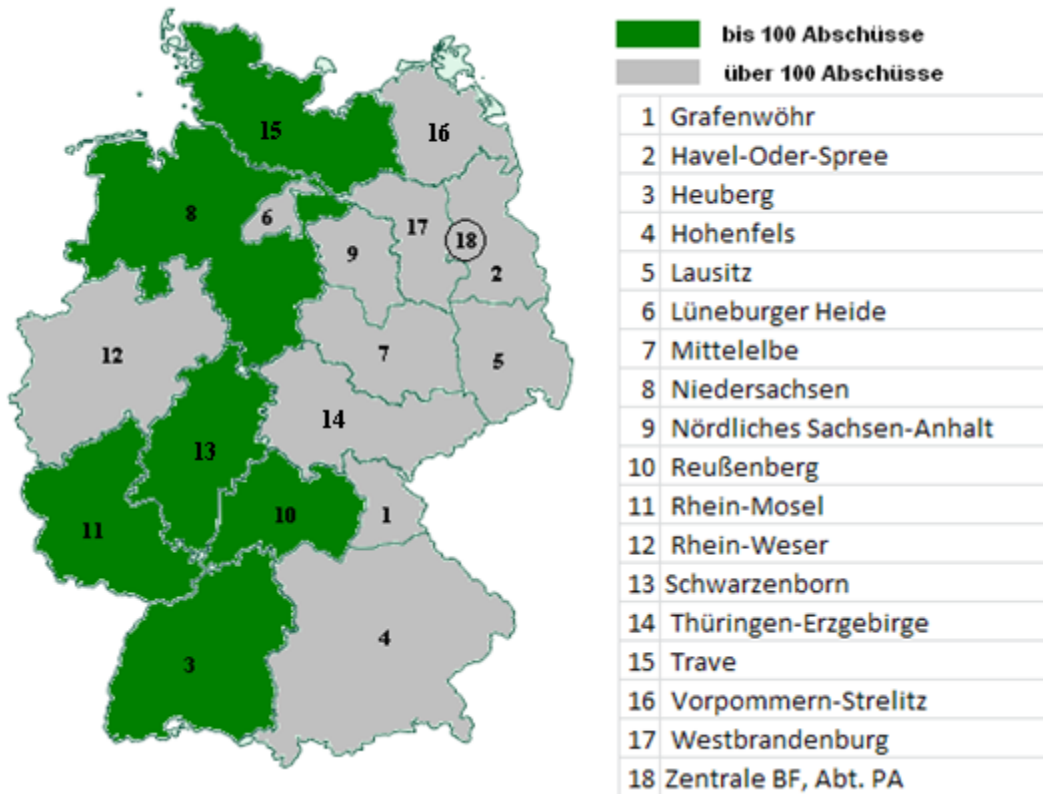 bis 100 Abschüsse
über 100 Abschüsse
1 Grafenwöhr
2 Havel-Oder-Spree
3 Heuberg
4 Hohenfels
5 Lausitz
6 Lüneburger Heide
7 Mittelelbe
8 Niedersachsen
9 Nördliches Sachsen-Anhalt
10 Reußenberg
11 Rhein-Mosel
12 Rhein-Weser
13 Schwarzenborn
14 Thüringen-Erzgebirge
15 Trave
16 Vorpommern-Strelitz
17 Westbrandenburg
18 Zentrale BF, Abt. PA
15
16
8
6
17
18
9
2
12
7
5
14
13
11
10
1
3
4